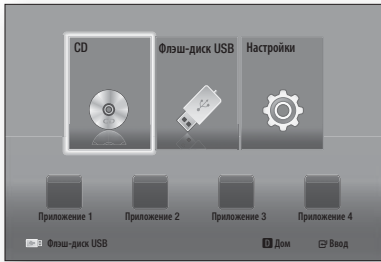 CD Флэш-диск USB Настройки
Приложение 1 Приложение 2 Приложение 3 Приложение 4
Флэш-диск USB D Дом Ввод